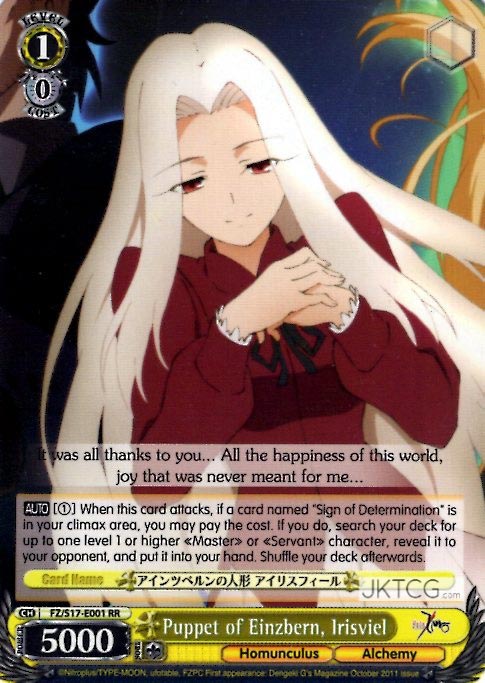 LEVEL
1
0
COST
It was all thanks to you... All the happiness of this world,
joy that was never meant for me...
AUTO [①] When this card attacks, if a card named "Sign of Determination" is
in your climax area, you may pay the cost. If you do, search your deck for
up to one level 1 or higher «Master» or «Servant» character, reveal it to
your opponent, and put it into your hand. Shuffle your deck afterwards.
Card Name アインツベルンの人形 アイリスフィール
JKTCG.com
CH FZ/S17-E001 RR
Puppet of Einzbern, Irisviel
POWER 5000 SOUL
Homunculus Alchemy
©Nitroplus/TYPE-MOON, ufotable, FZPC First appearance: Dengeki G's Magazine October 2011 issue